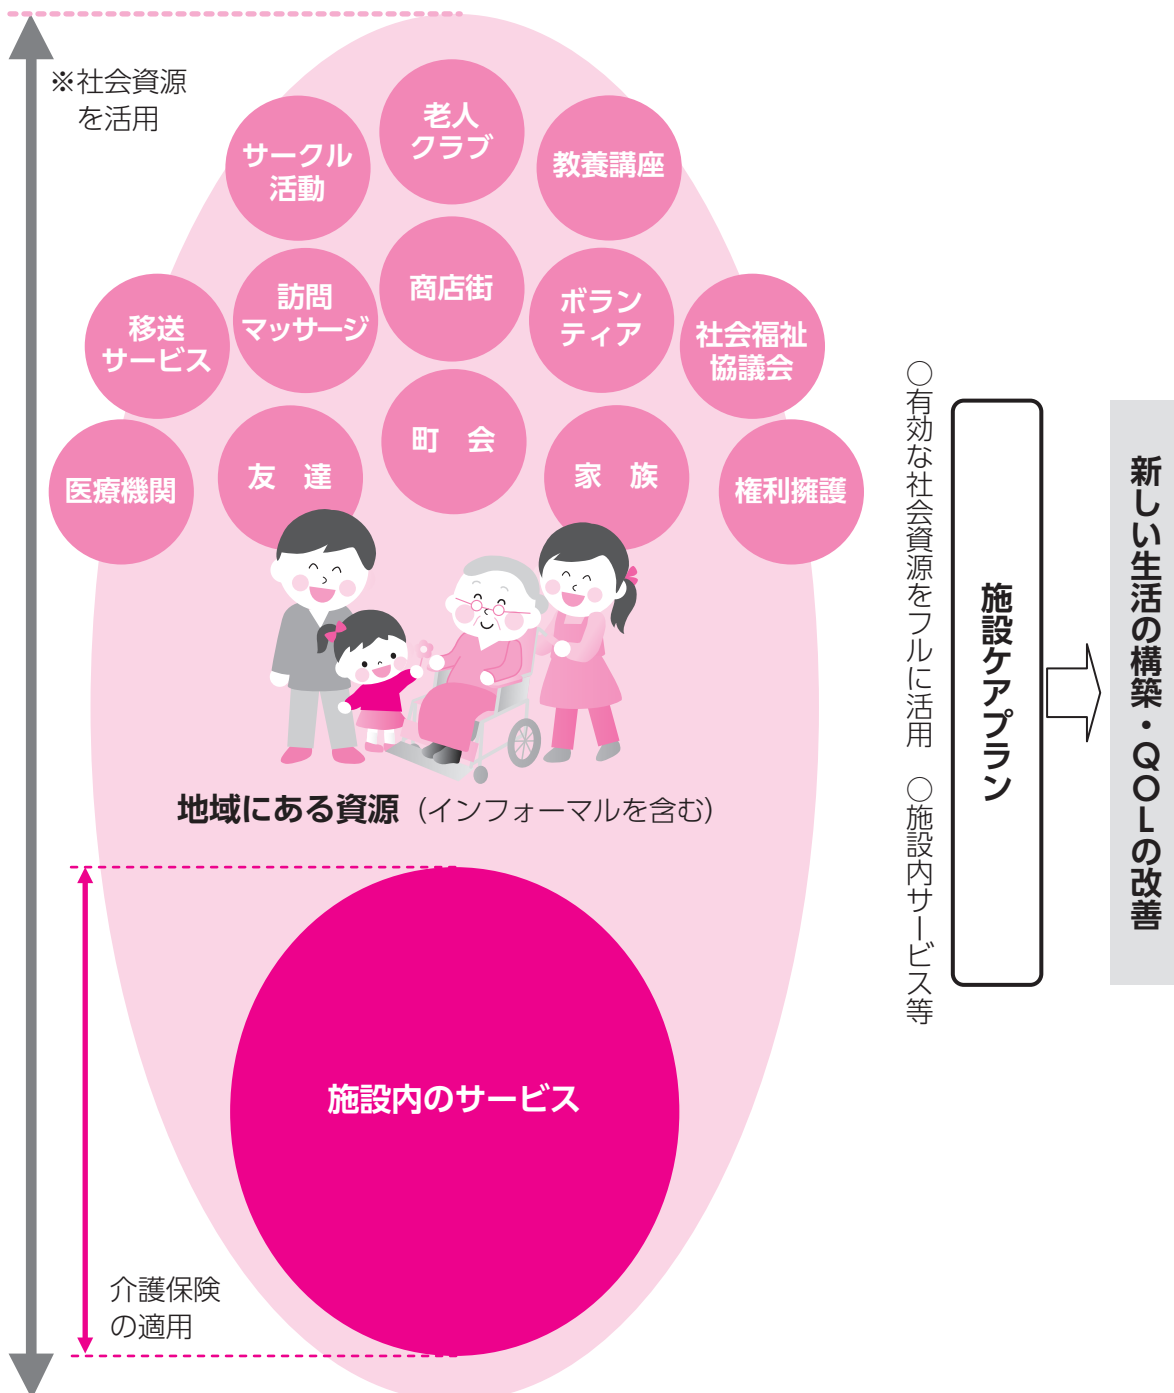 ※社会資源
を活用
老人
クラブ
サークル
活動
教養講座
商店街
訪問
マッサージ
ボラン
ティア
移送
サービス
社会福祉
協議会
町　会
友　達
家　族
医療機関
権利擁護
地域にある資源（インフォーマルを含む）
施設内のサービス
介護保険
の適用
○有効な社会資源をフルに活用　○施設内サービス等
施設ケアプラン
新しい生活の構築・QOLの改善